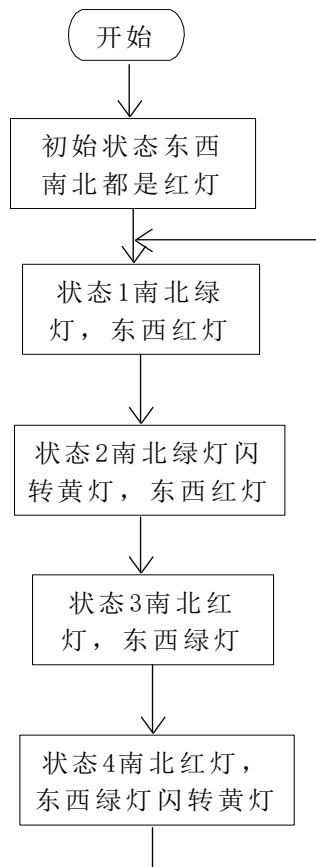 开始
初始状态东西
南北都是红灯
状态1南北绿
灯，东西红灯
状态2南北绿灯闪
转黄灯，东西红灯
状态3南北红
灯，东西绿灯
状态4南北红灯，
东西绿灯闪转黄灯